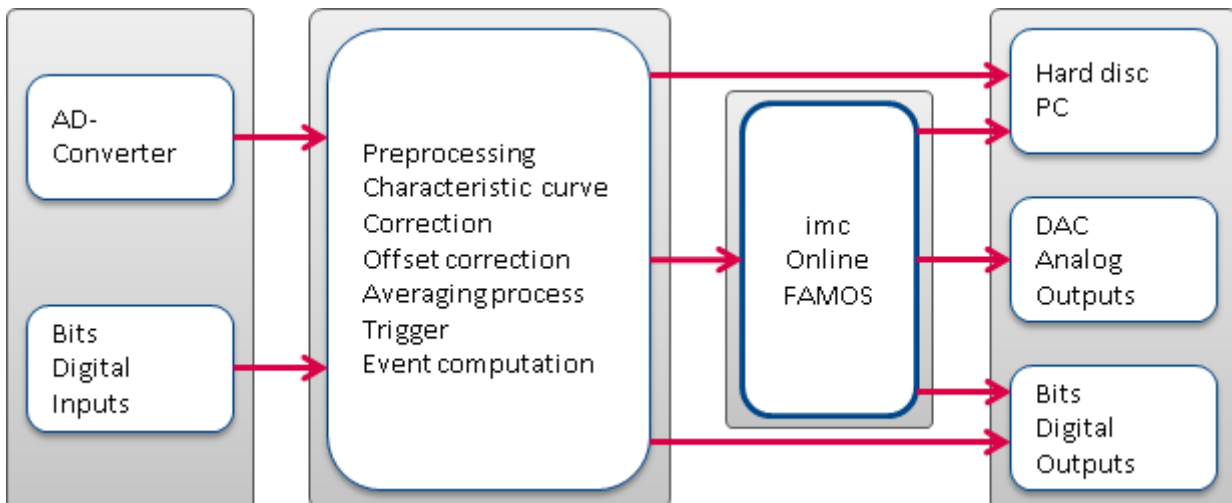 AD-
Converter
Bits
Digital
Inputs
Preprocessing
Characteristic curve
Correction
Offset correction
Averaging process
Trigger
Event computation
imc
Online
FAMOS
Hard disc
PC
DAC
Analog
Outputs
Bits
Digital
Outputs